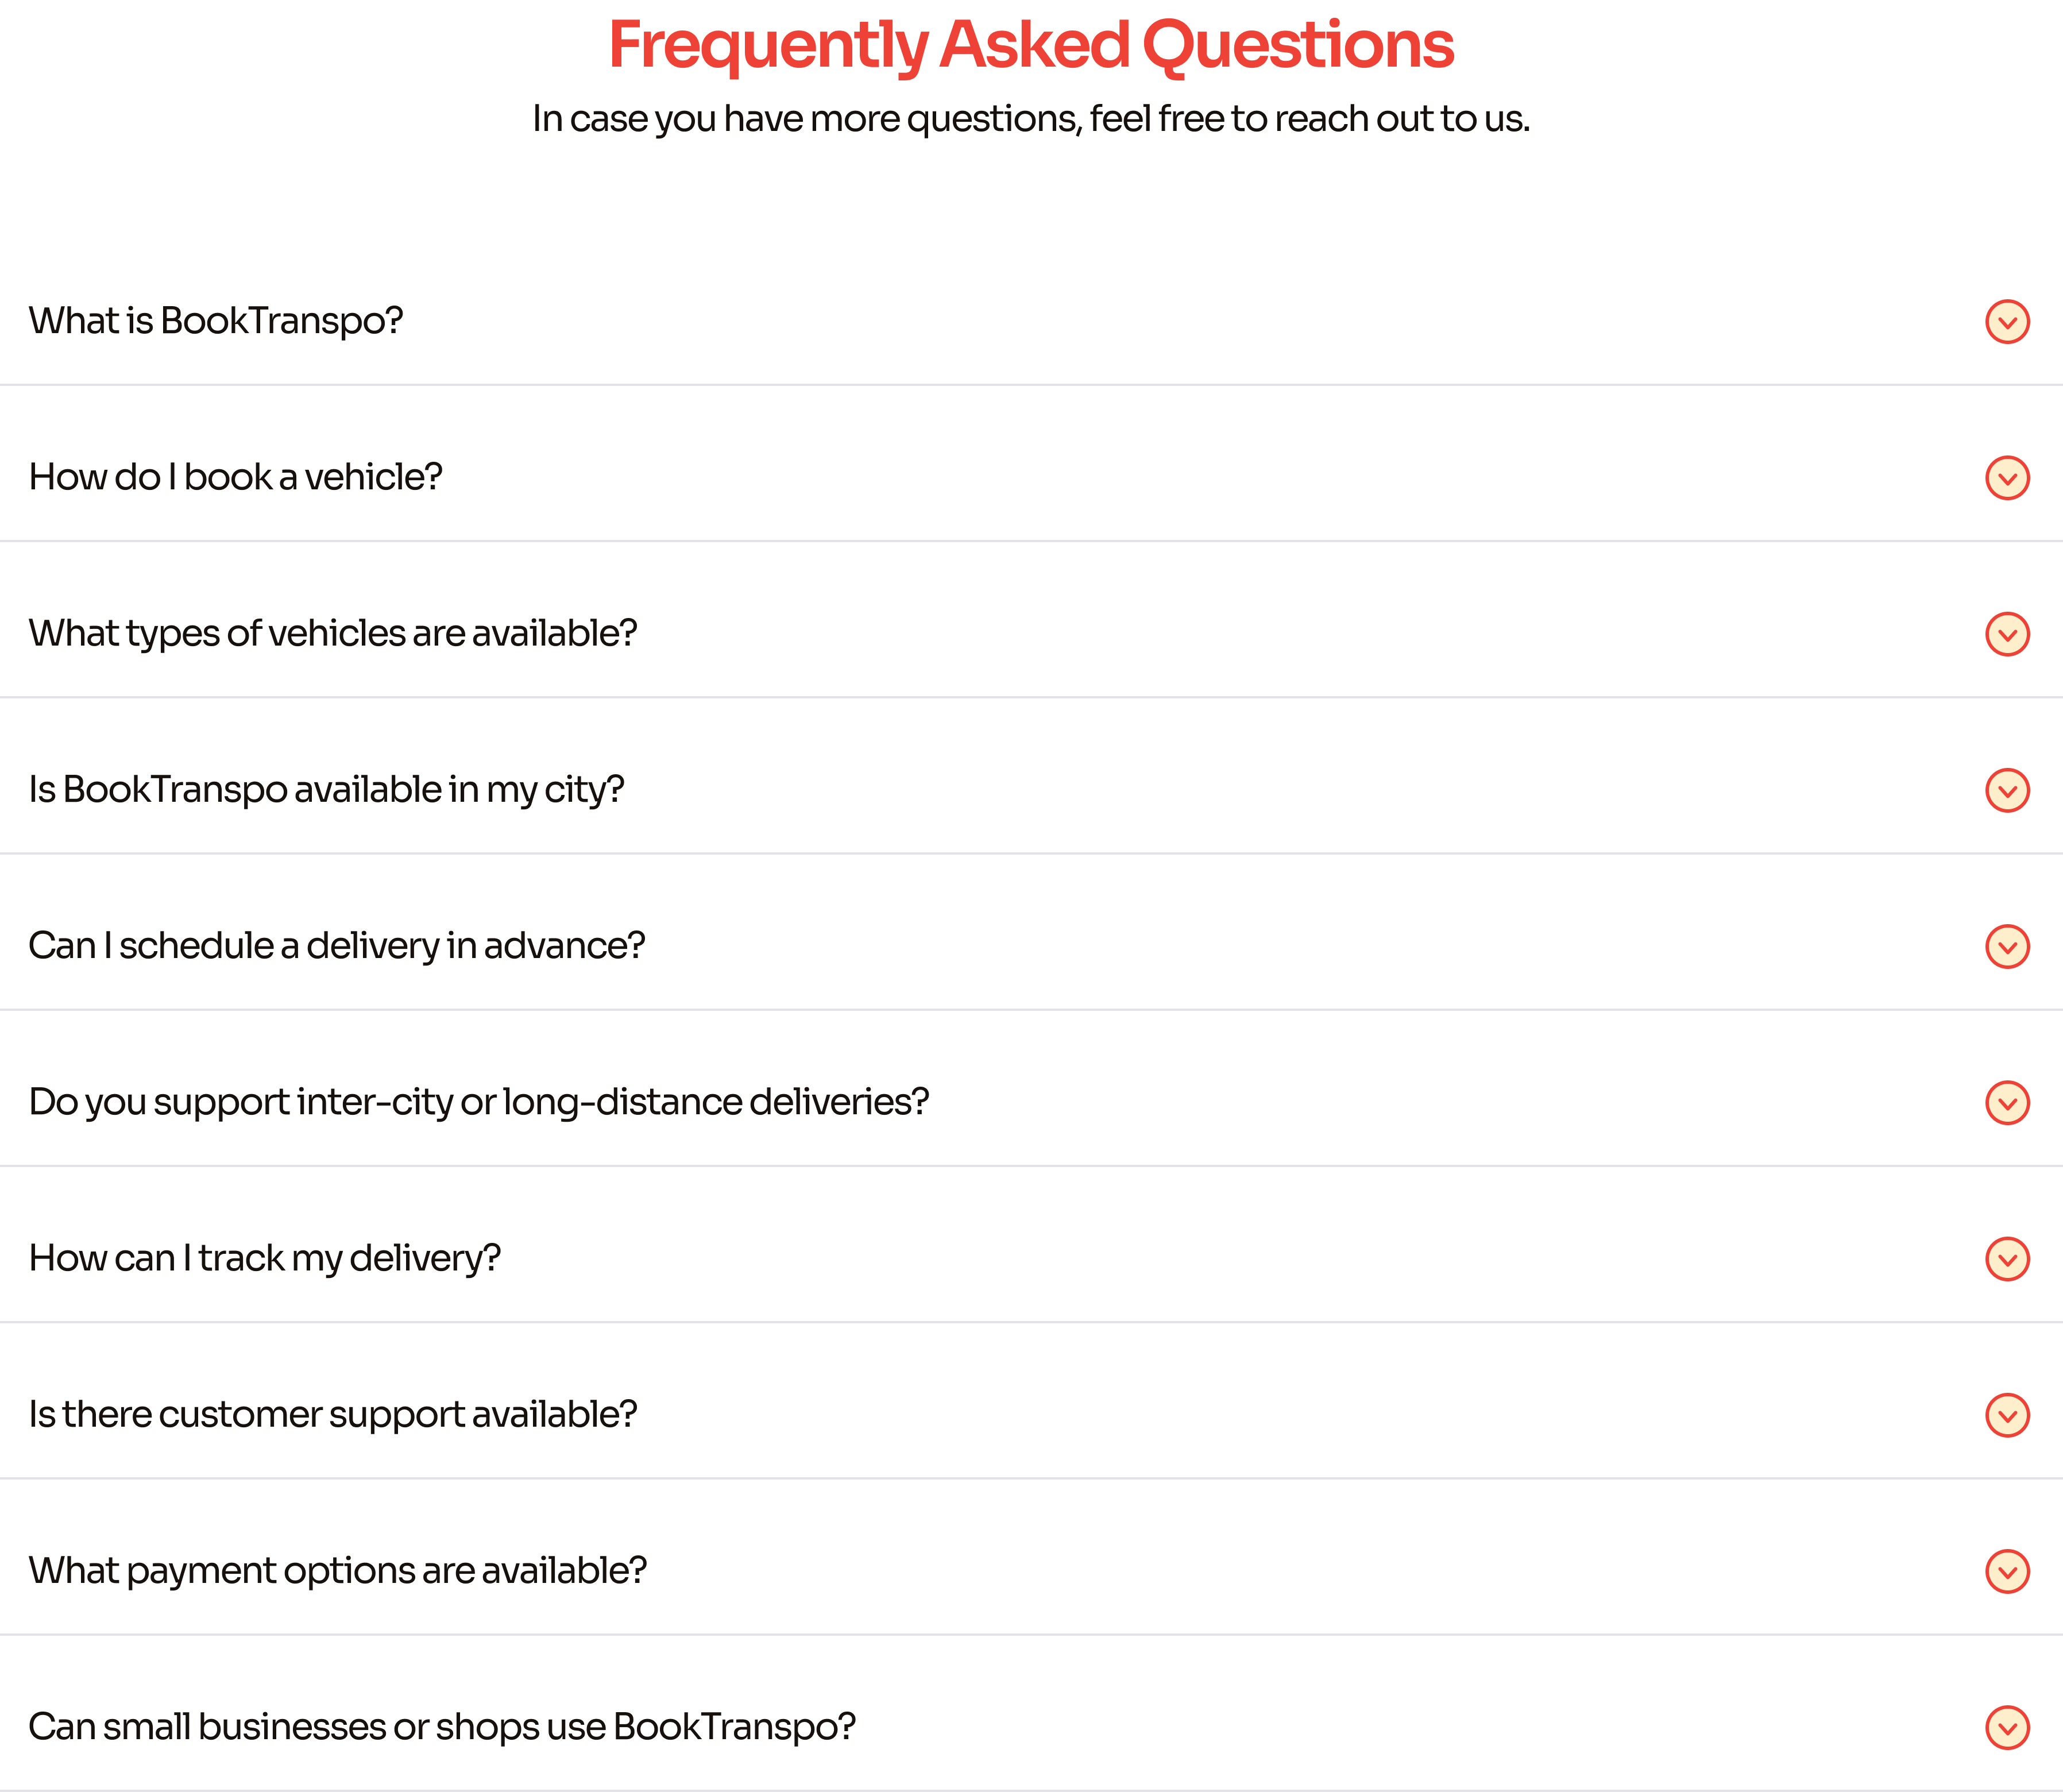 Frequently Asked Questions
In case you have more questions, feel free to reach out to us.
What is BookTranspo?
How do I book a vehicle?
What types of vehicles are available?
Is BookTranspo available in my city?
Can I schedule a delivery in advance?
Do you support inter-city or long-distance deliveries?
How can I track my delivery?
Is there customer support available?
What payment options are available?
Can small businesses or shops use BookTranspo?